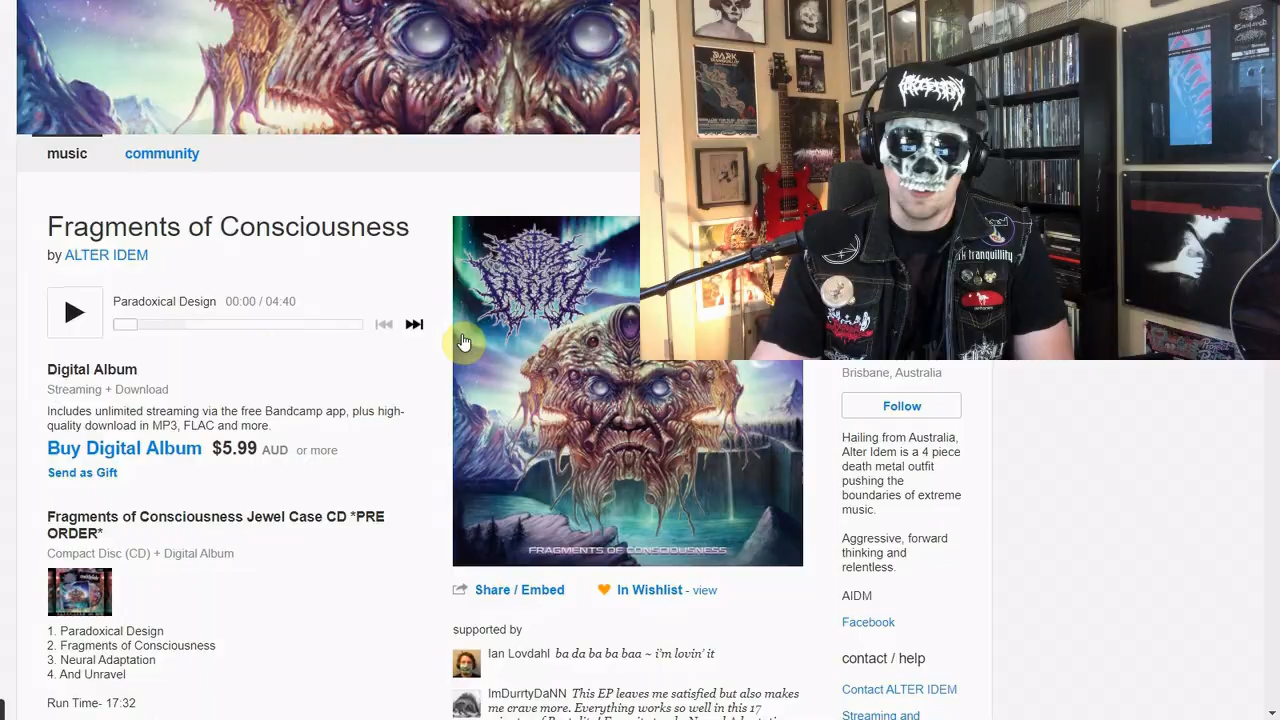 music
community
Fragments of Consciousness
by ALTER IDEM
Paradoxical Design 00:00 / 04:40
Digital Album
Streaming + Download
Includes unlimited streaming via the free Bandcamp app, plus high-
quality download in MP3, FLAC and more.
Buy Digital Album $5.99 AUD or more
Send as Gift
Fragments of Consciousness Jewel Case CD *PRE
ORDER*
Compact Disc (CD) + Digital Album
1. Paradoxical Design
2. Fragments of Consciousness
3. Neural Adaptation
4. And Unravel
Run Time- 17:32
FRAGMENTS OF CONSCIOUSNESS
Share / Embed
In Wishlist - view
supported by
Ian Lovdahl ba da ba ba baa ~ i'm lovin' it
ImDurrtyDaNN This EP leaves me satisfied but also makes
me crave more. Everything works so well in this 17
DARK
TRANQUILLITY
k tranquillity
Brisbane, Australia
Follow
Hailing from Australia,
Alter Idem is a 4 piece
death metal outfit
pushing the
boundaries of extreme
music.
Aggressive, forward
thinking and
relentless.
AIDM
Facebook
contact / help
Contact ALTER IDEM
Streaming and